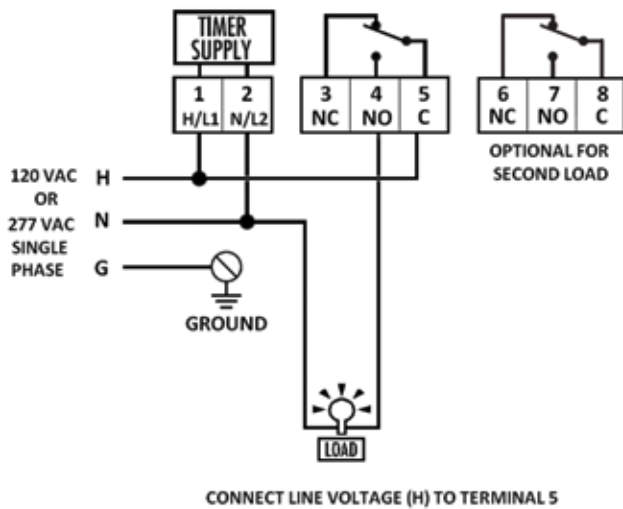 TIMER
SUPPLY
1 2
H/L1 N/L2
3 4 5
NC NO C
6 7 8
NC NO C
OPTIONAL FOR
SECOND LOAD
120 VAC
OR
277 VAC
SINGLE
PHASE
H
N
G
GROUND
LOAD
CONNECT LINE VOLTAGE (H) TO TERMINAL 5